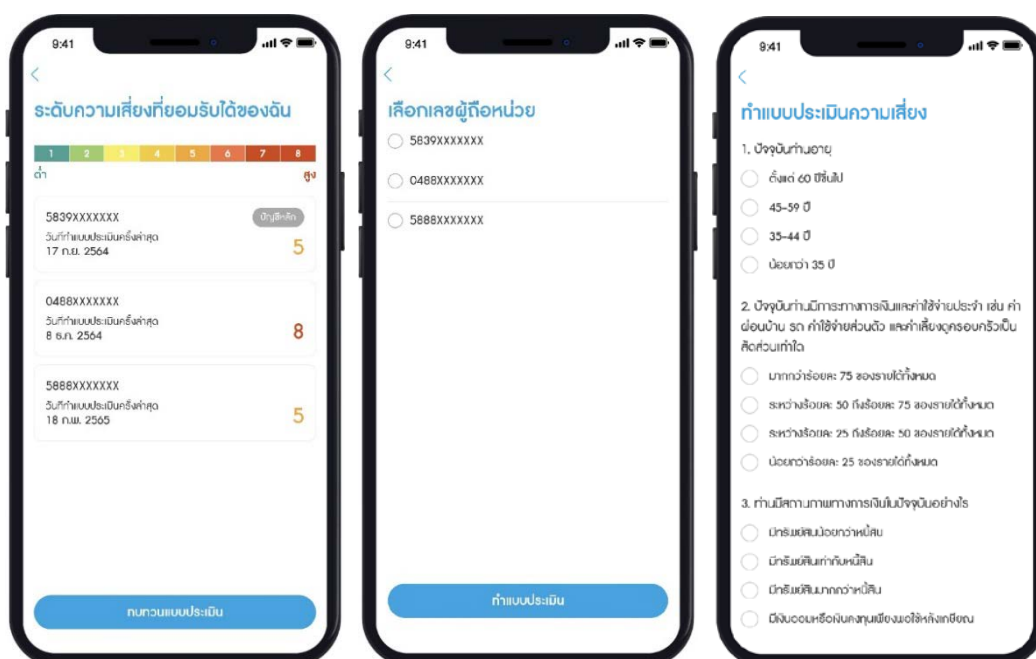 9:41
ระดับความเสี่ยงที่ยอมรับได้ของฉัน
1 2 3 4 5 6 7 8
ต่ำ สูง
5839XXXXXXX บัญชีหลัก
วันที่ทำแบบประเมินครั้งล่าสุด
17 ก.ย. 2564 5
0488XXXXXXX
วันที่ทำแบบประเมินครั้งล่าสุด
8 ธ.ค. 2564 8
5888XXXXXXX
วันที่ทำแบบประเมินครั้งล่าสุด
18 ก.พ. 2565 5
ทบทวนแบบประเมิน
9:41
เลือกเลขผู้ถือหน่วย
5839XXXXXXX
0488XXXXXXX
5888XXXXXXX
ทำแบบประเมิน
9:41
ทำแบบประเมินความเสี่ยง
1. ปัจจุบันท่านอายุ
ตั้งแต่ 60 ปีขึ้นไป
45-59 ปี
35-44 ปี
น้อยกว่า 35 ปี
2. ปัจจุบันท่านมีภาระทางการเงินและค่าใช้จ่ายประจำ เช่น ค่า
ผ่อนบ้าน รถ ค่าใช้จ่ายส่วนตัว และค่าเลี้ยงดูครอบครัวเป็น
สัดส่วนเท่าใด
มากกว่าร้อยละ 75 ของรายได้ทั้งหมด
ระหว่างร้อยละ 50 ถึงร้อยละ 75 ของรายได้ทั้งหมด
ระหว่างร้อยละ 25 ถึงร้อยละ 50 ของรายได้ทั้งหมด
น้อยกว่าร้อยละ 25 ของรายได้ทั้งหมด
3. ท่านมีสถานภาพทางการเงินในปัจจุบันอย่างไร
มีทรัพย์สินน้อยกว่าหนี้สิน
มีทรัพย์สินเท่ากับหนี้สิน
มีทรัพย์สินมากกว่าหนี้สิน
มีเงินออมหรือเงินลงทุนเพียงพอใช้หลังเกษียณ